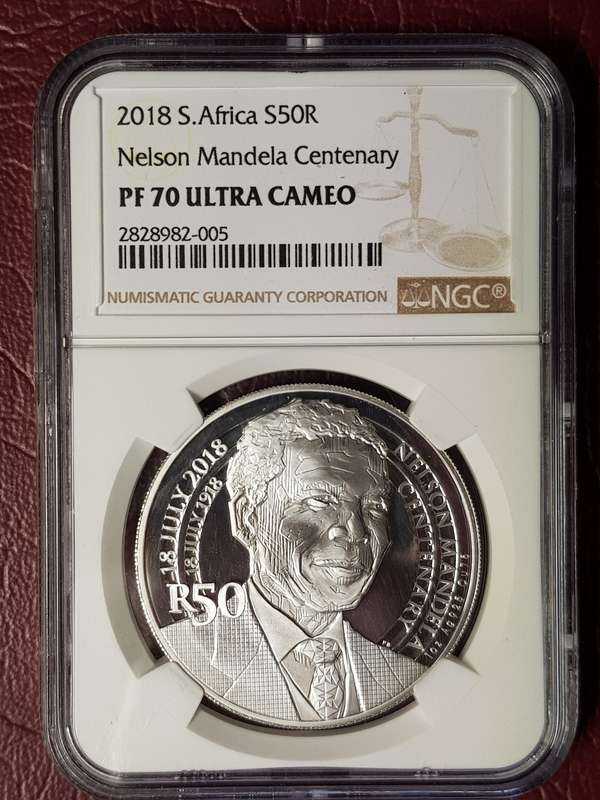 2018 S.Africa S50R
Nelson Mandela Centenary
PF 70 ULTRA CAMEO
2828982-005
NUMISMATIC GUARANTY CORPORATION
NGC®
18 JULY 2018
18 JULY 1918
R50
NELSON MANDELA
CENTENARY